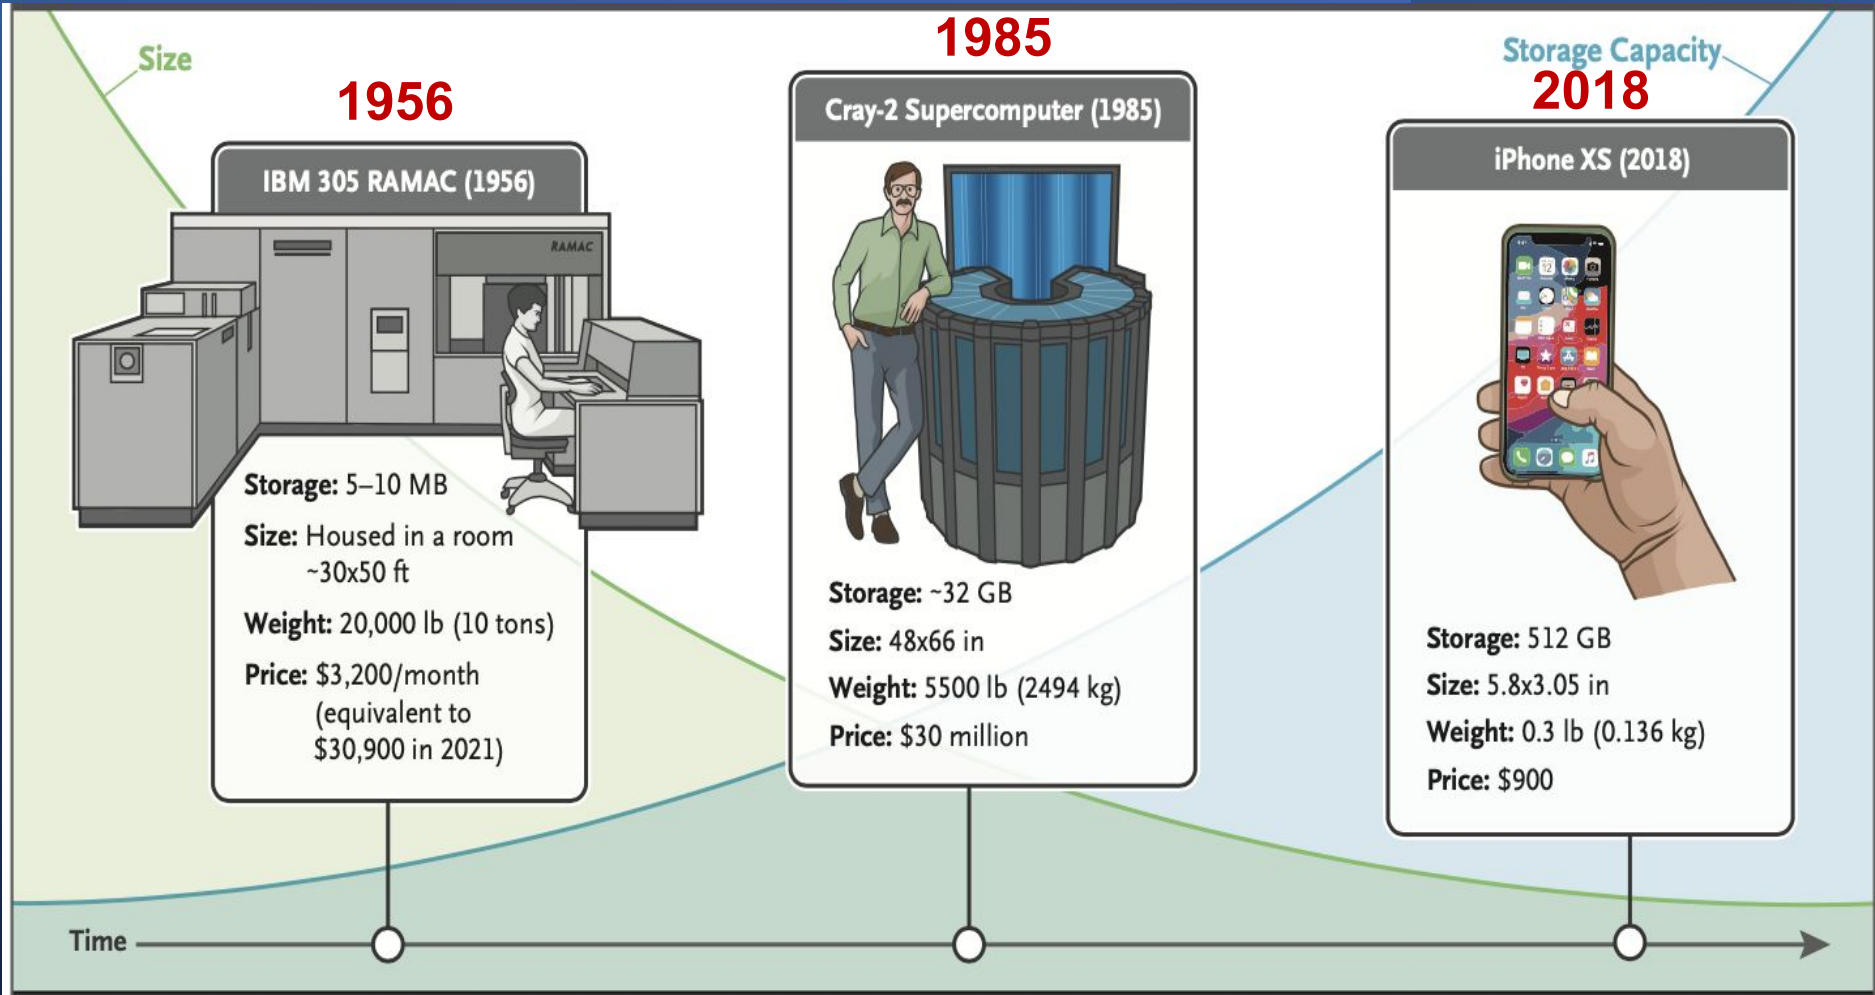 Size
1956
IBM 305 RAMAC (1956)
RAMAC
Storage: 5–10 MB
Size: Housed in a room
~30x50 ft
Weight: 20,000 lb (10 tons)
Price: $3,200/month
(equivalent to
$30,900 in 2021)
1985
Cray-2 Supercomputer (1985)
Storage: ~32 GB
Size: 48x66 in
Weight: 5500 lb (2494 kg)
Price: $30 million
Storage Capacity
2018
iPhone XS (2018)
12
Storage: 512 GB
Size: 5.8x3.05 in
Weight: 0.3 lb (0.136 kg)
Price: $900
Time